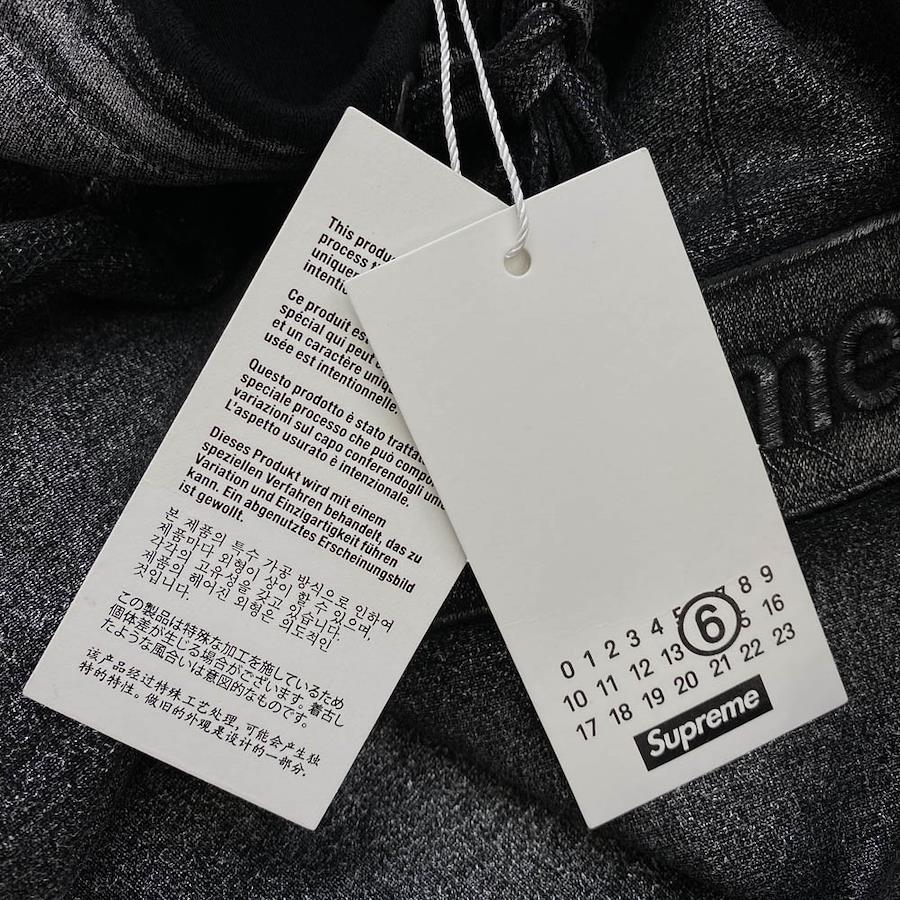 This produ
process t
unique
intentio
Ce produit es
spécial qui peut
et un caractère uniq
usée est intentionnelle.
Questo prodotto è stato tratta
speciale processo che può compo
variazioni sul capo conferendogli un
L'aspetto usurato è intenzionale.
Dieses Produkt wird mit einem
speziellen Verfahren behandelt, das zu
Variation und Einzigartigkeit führen
kann. Ein abgenutztes Erscheinungsbild
ist gewollt.
본 제품의 특수 가공 방식으로 인하여
제품마다 외형이 상이 할수 있으며,
각각의 고유성을 갖고 있습니다.
제품의 헤어진 외형은 의도적인
것입니다.
この製品は特殊な加工を施しているため
個体差が生じる場合がございます。着古し
たような風合いは意図的なものです。
该产品经过特殊工艺处理，可能会产生独
特的特性。做旧的外观是设计的一部分.
0 1 2 3 4 5 6 7 8 9
10 11 12 13 15 16
17 18 19 20 21 22 23
Supreme
me